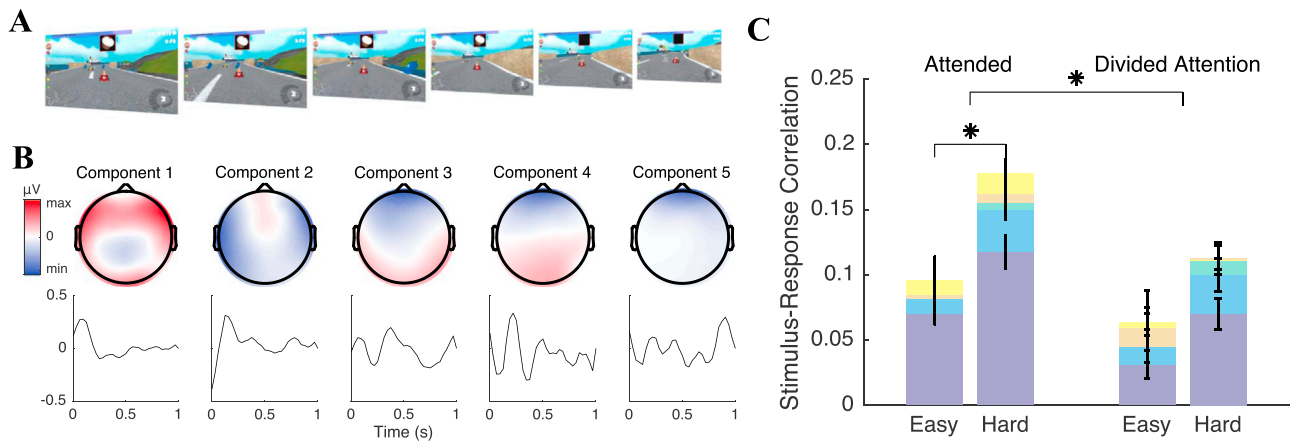 A
B
Component 1 Component 2 Component 3 Component 4 Component 5
μV
max
0
min
0.5
0
-0.5
0 0.5 1 0 0.5 1 0 0.5 1 0 0.5 1 0 0.5 1
Time (s)
C
Attended Divided Attention
*
*
Stimulus-Response Correlation
0.25
0.2
0.15
0.1
0.05
0
Easy Hard Easy Hard